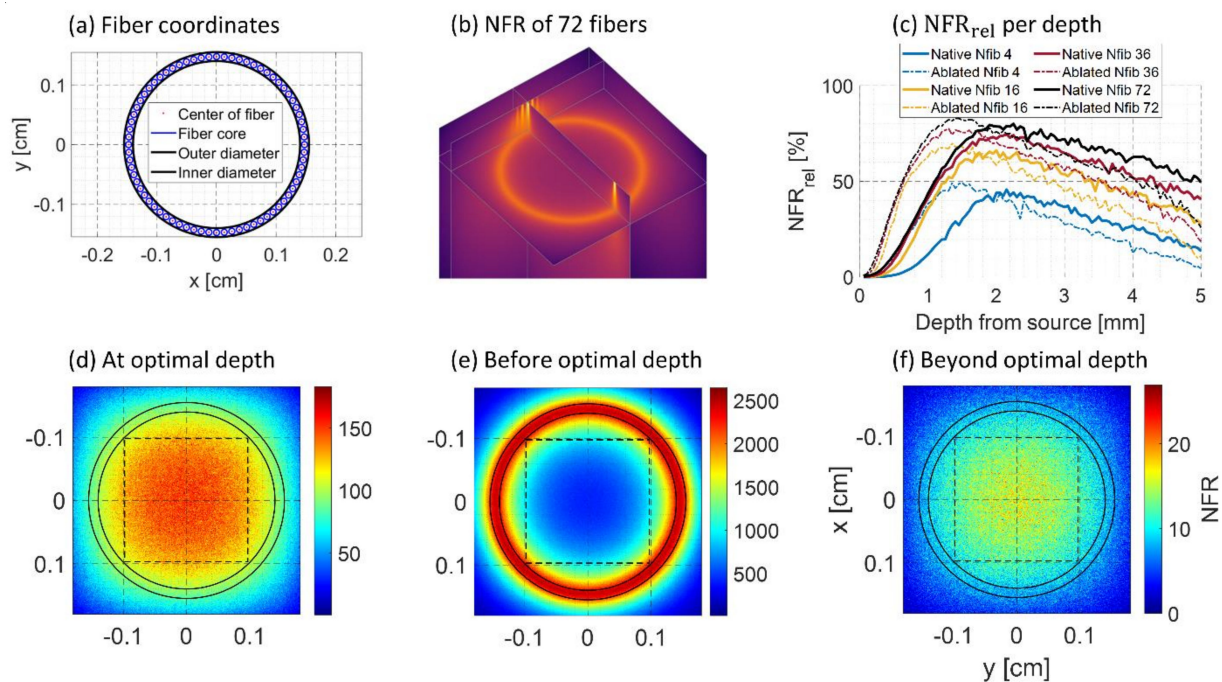 (a) Fiber coordinates
(b) NFR of 72 fibers
(c) NFRrel per depth
0.1
0
-0.1
y [cm]
Center of fiber
Fiber core
Outer diameter
Inner diameter
-0.2 -0.1 0 0.1 0.2
x [cm]
Native Nfib 4 Native Nfib 36
Ablated Nfib 4 Ablated Nfib 36
Native Nfib 16 Native Nfib 72
Ablated Nfib 16 Ablated Nfib 72
100
50
0
NFRrel [%]
0 1 2 3 4 5
Depth from source [mm]
(d) At optimal depth
(e) Before optimal depth
(f) Beyond optimal depth
-0.1
0
0.1
-0.1 0 0.1
150
100
50
-0.1
0
0.1
-0.1 0 0.1
2500
2000
1500
1000
500
x [cm]
-0.1
0
0.1
-0.1 0 0.1
y [cm]
20
10
0
NFR